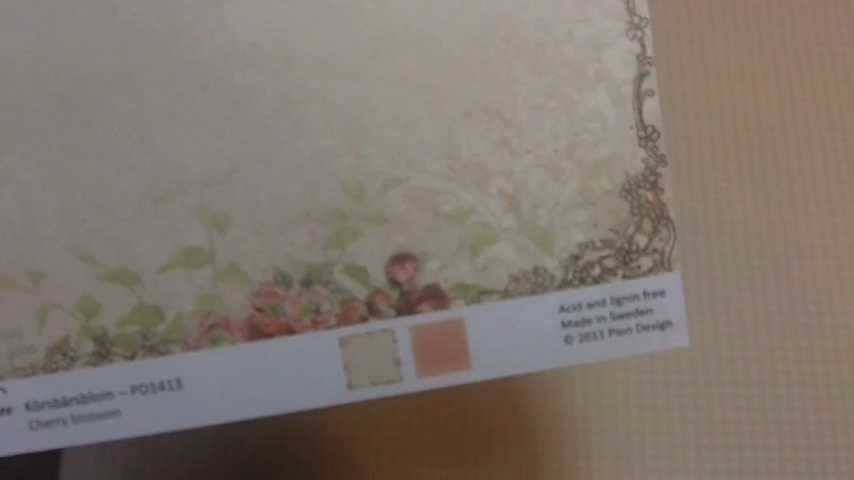 Körsbärsblom – PD1413
Cherry blossom
Acid and lignin free
Made in Sweden
© 2011 Pion Design